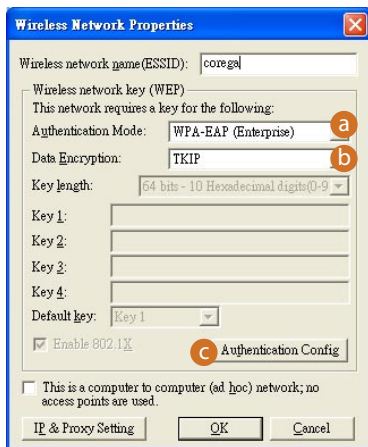 Wireless Network Properties
Wireless network name(ESSID): corega
Wireless network key (WEP)
This network requires a key for the following:
Authentication Mode: WPA-EAP (Enterprise) a
Data Encryption: TKIP b
Key length: 64 bits - 10 Hexadecimal digits(0-9
Key 1:
Key 2:
Key 3:
Key 4:
Default key: Key 1
Enable 802.1X
c Authentication Config
This is a computer to computer (ad hoc) network; no
access points are used.
IP & Proxy Setting OK Cancel